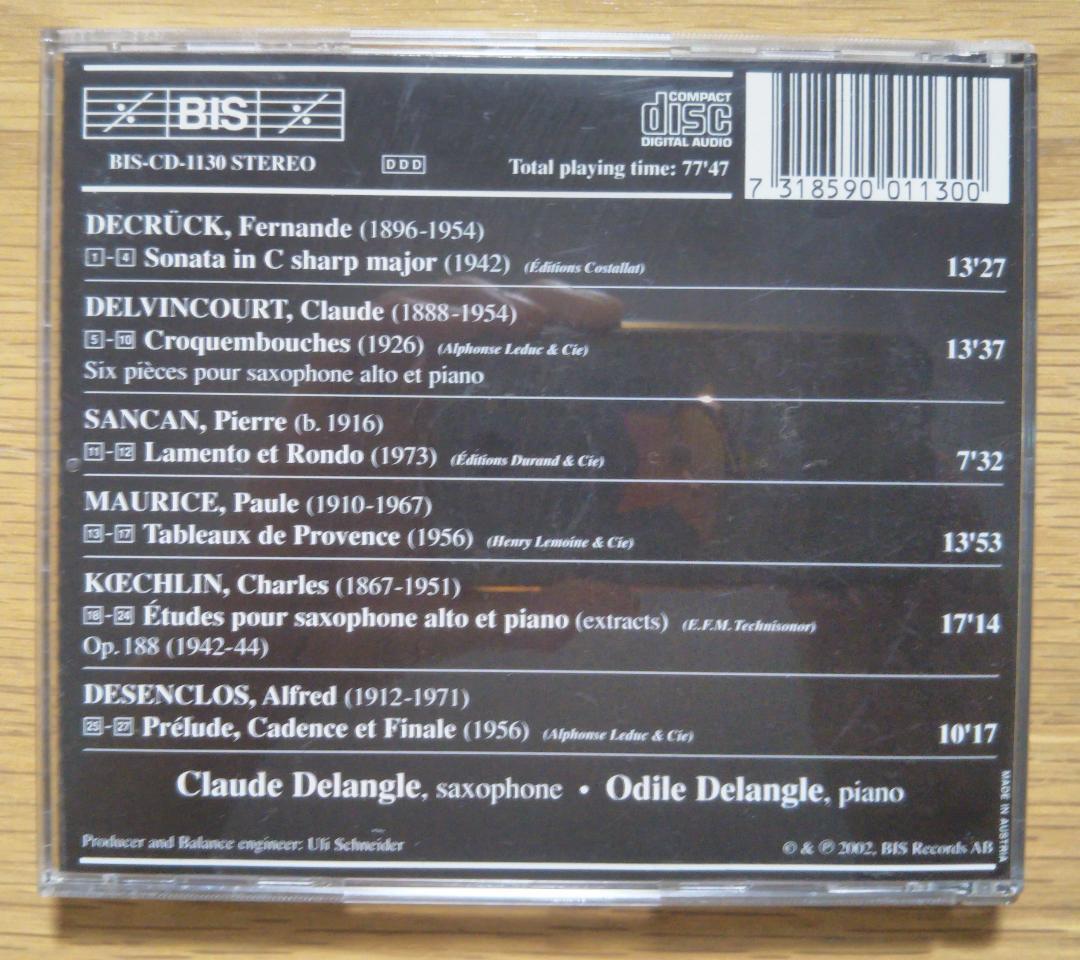 BIS
COMPACT
disc
DIGITAL AUDIO
BIS-CD-1130 STEREO
DDD
Total playing time: 77'47
7 318590 011300
DECRÜCK, Fernande (1896-1954)
1-4 Sonata in C sharp major (1942) (Éditions Costallat) 13'27
DELVINCOURT, Claude (1888-1954)
5-10 Croquembouches (1926) (Alphonse Leduc & Cie) 13'37
Six pièces pour saxophone alto et piano
SANCAN, Pierre (b. 1916)
11-12 Lamento et Rondo (1973) (Éditions Durand & Cie) 7'32
MAURICE, Paule (1910-1967)
13-17 Tableaux de Provence (1956) (Henry Lemoine & Cie) 13'53
KŒCHLIN, Charles (1867-1951)
18-24 Études pour saxophone alto et piano (extracts) (E.F.M. Technisonor) 17'14
Op. 188 (1942-44)
DESENCLOS, Alfred (1912-1971)
25-27 Prélude, Cadence et Finale (1956) (Alphonse Leduc & Cie) 10'17
Claude Delangle, saxophone • Odile Delangle, piano
Producer and Balance engineer: Uli Schneider
© & ℗ 2002, BIS Records AB
MADE IN AUSTRIA